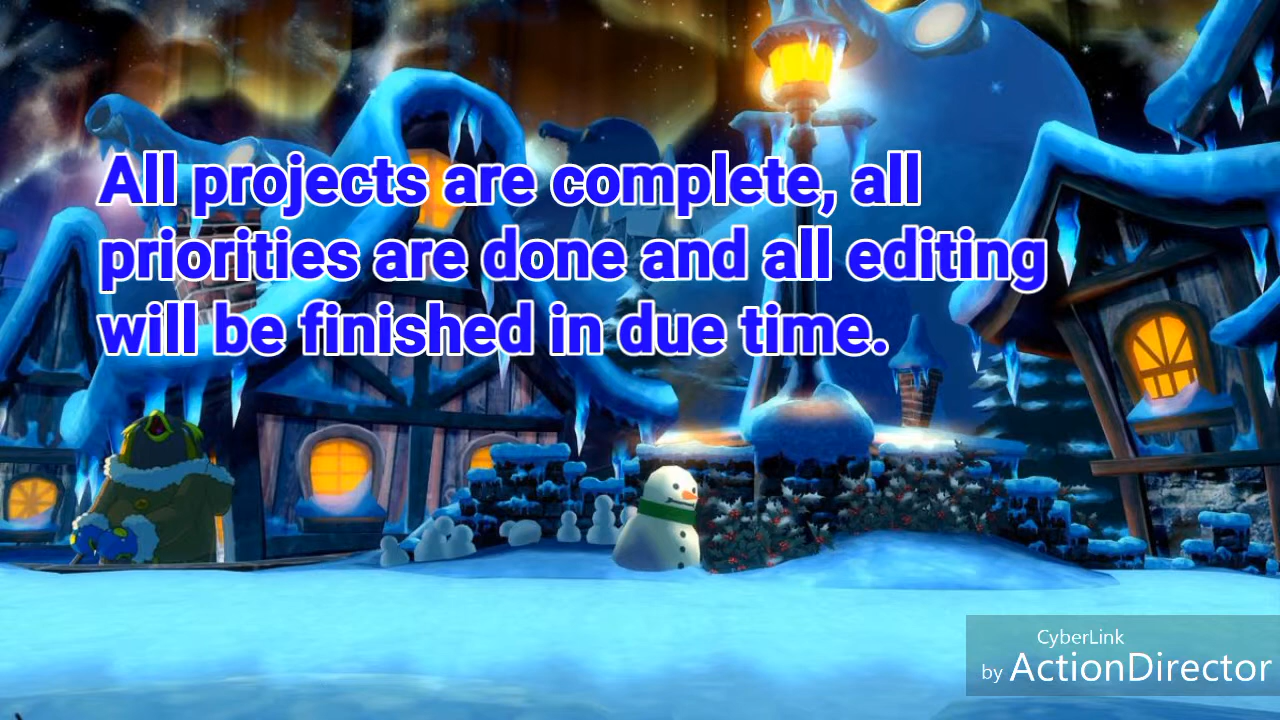 All projects are complete, all
priorities are done and all editing
will be finished in due time.
CyberLink
by ActionDirector